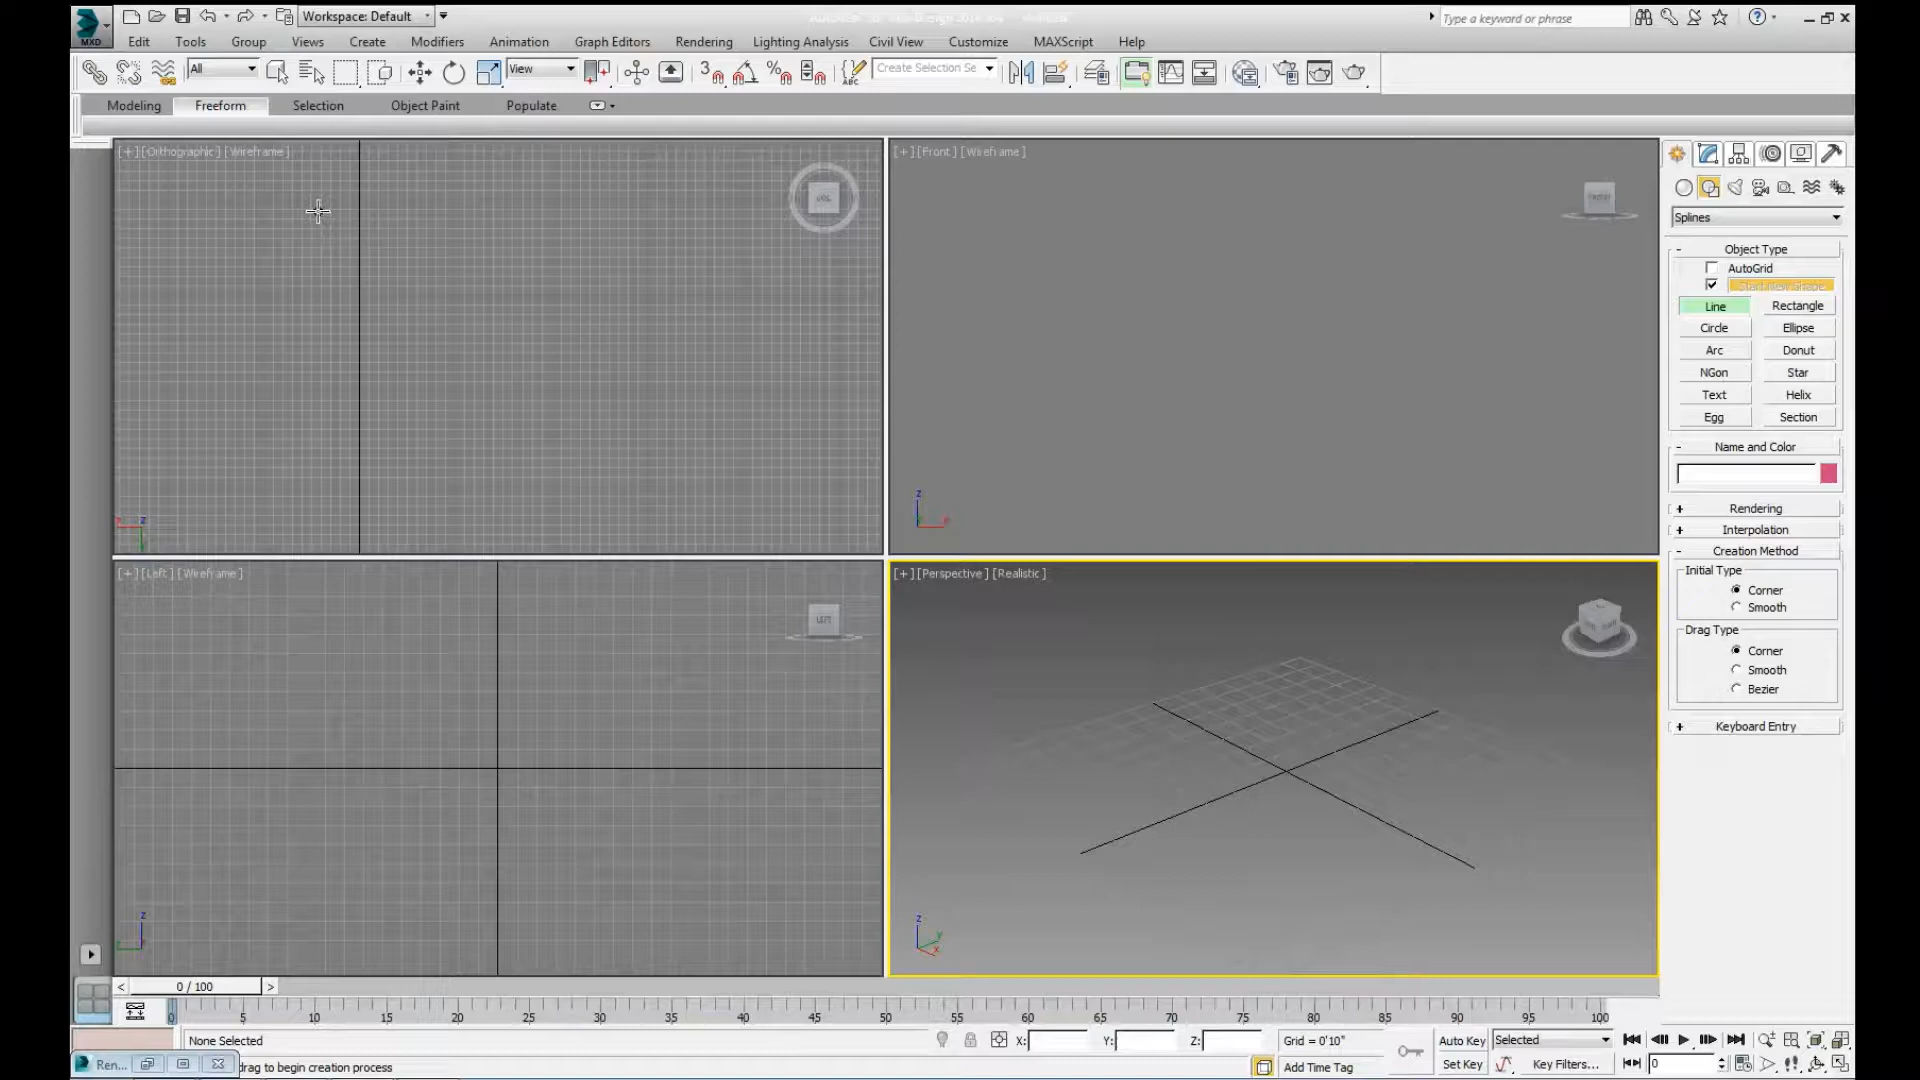 MXD
Workspace: Default
Type a keyword or phrase
Edit Tools Group Views Create Modifiers Animation Graph Editors Rendering Lighting Analysis Civil View Customize MAXScript Help
All View Create Selection Se
Modeling Freeform Selection Object Paint Populate
[+][Orthographic][Wireframe]
[+][Front][Wireframe]
Splines
Object Type
AutoGrid
Start New Shape
Line Rectangle
Circle Ellipse
Arc Donut
NGon Star
Text Helix
Egg Section
Name and Color
Rendering
Interpolation
Creation Method
Initial Type
Corner
Smooth
Drag Type
Corner
Smooth
Bezier
Keyboard Entry
[+][Left][Wireframe]
LEFT
[+][Perspective][Realistic]
FRONT
z
z
z
z
x
y
< 0 / 100 >
0 5 10 15 20 25 30 35 40 45 50 55 60 65 70 75 80 85 90 95 100
None Selected X: Y: Z: Grid = 0'10" Auto Key Selected
Ren... drag to begin creation process Add Time Tag Set Key Key Filters... 0